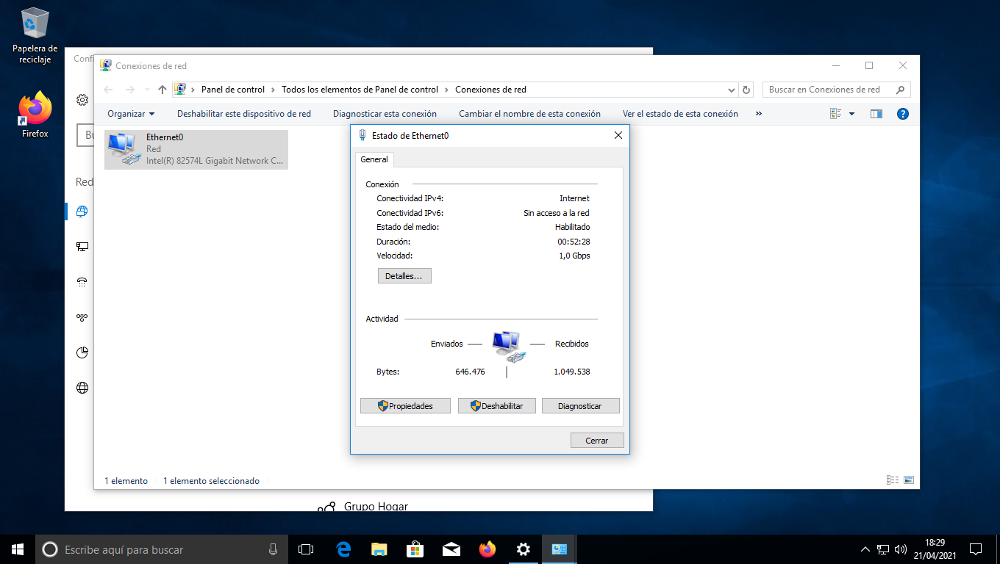 Papelera de
reciclaje
Firefox
Conf
Bu
Red
Grupo Hogar
Conexiones de red
Panel de control
Todos los elementos de Panel de control
Conexiones de red
Buscar en Conexiones de red
Organizar
Deshabilitar este dispositivo de red
Diagnosticar esta conexión
Cambiar el nombre de esta conexión
Ver el estado de esta conexión
»
Ethernet0
Red
Intel(R) 82574L Gigabit Network C...
Estado de Ethernet0
General
Conexión
Conectividad IPv4: Internet
Conectividad IPv6: Sin acceso a la red
Estado del medio: Habilitado
Duración: 00:52:28
Velocidad: 1,0 Gbps
Detalles...
Actividad
Enviados — — Recibidos
Bytes: 646.476 1.049.538
Propiedades
Deshabilitar
Diagnosticar
Cerrar
1 elemento
1 elemento seleccionado
Escribe aquí para buscar
18:29
21/04/2021